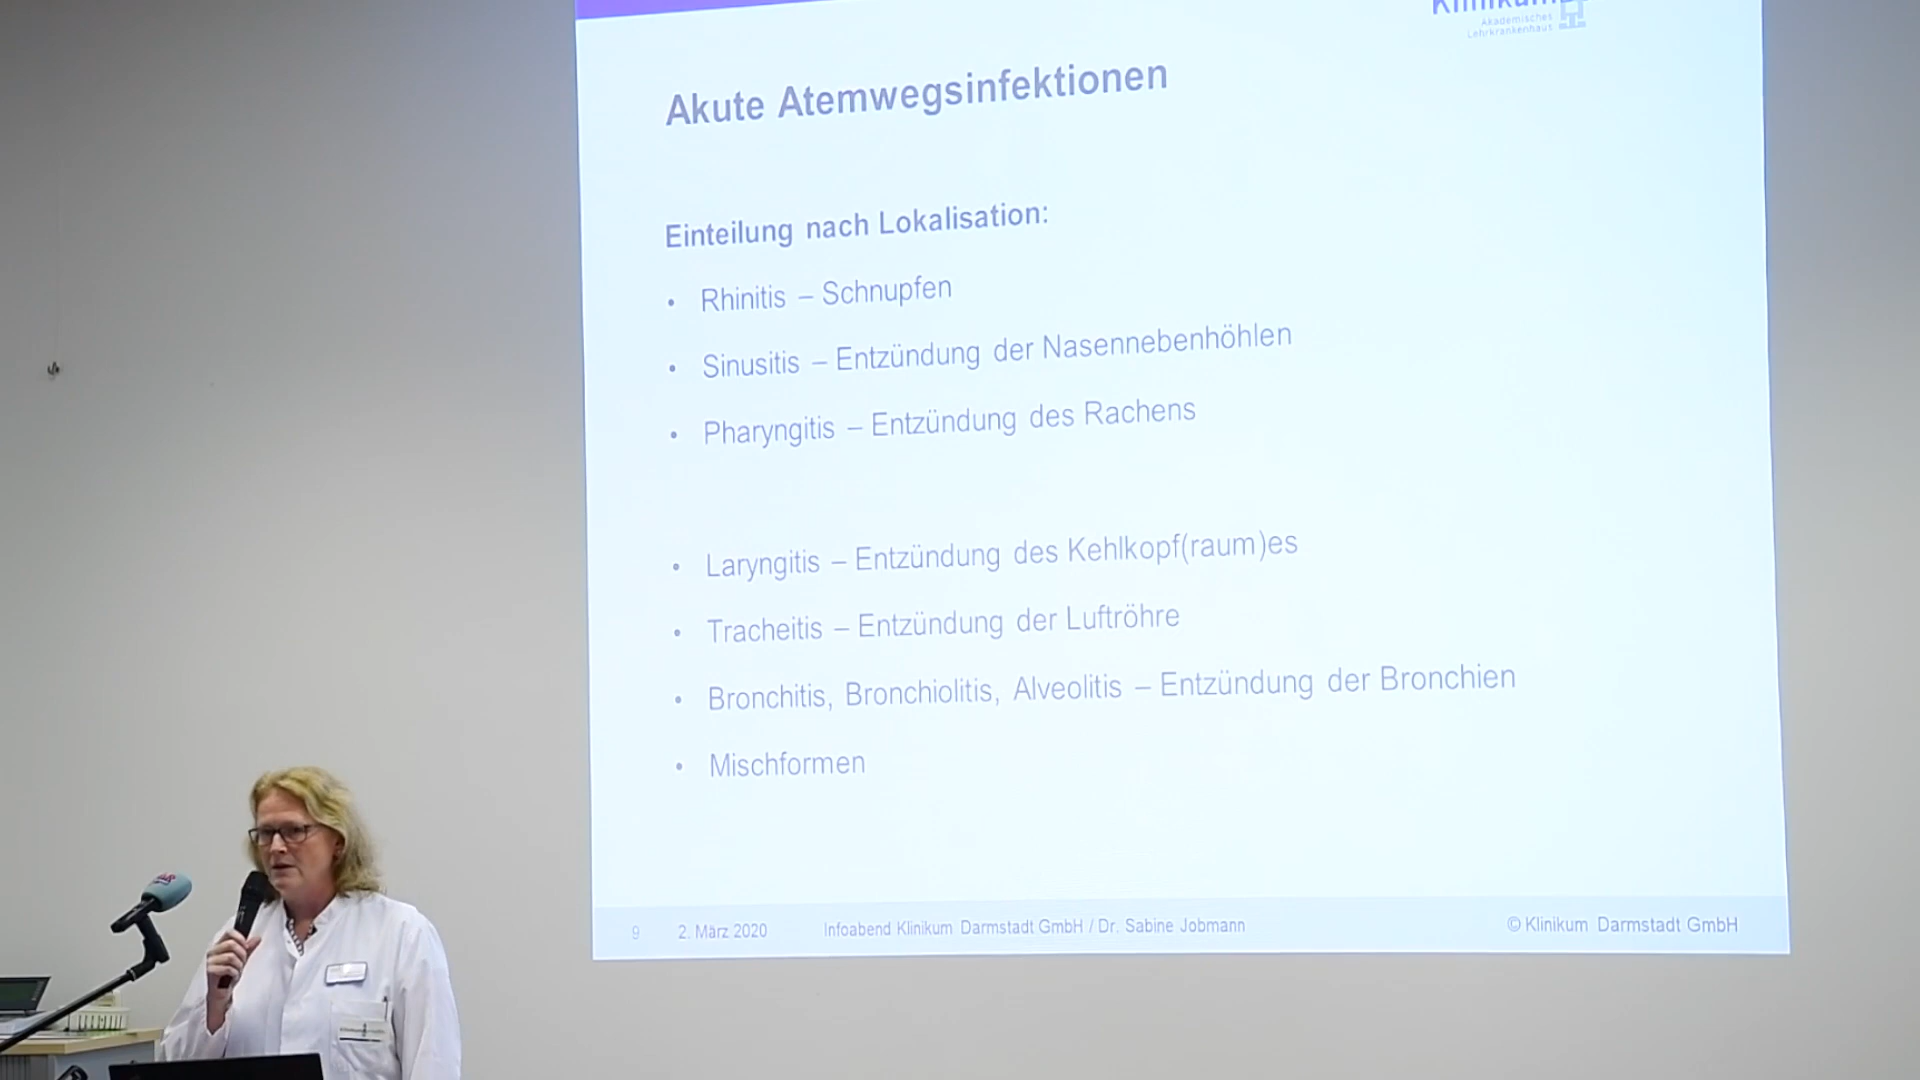 Klinikum
Akademisches
Lehrkrankenhaus
Akute Atemwegsinfektionen
Einteilung nach Lokalisation:
• Rhinitis – Schnupfen
• Sinusitis – Entzündung der Nasennebenhöhlen
• Pharyngitis – Entzündung des Rachens
• Laryngitis – Entzündung des Kehlkopf(raum)es
• Tracheitis – Entzündung der Luftröhre
• Bronchitis, Bronchiolitis, Alveolitis – Entzündung der Bronchien
• Mischformen
9 2. März 2020 Infoabend Klinikum Darmstadt GmbH / Dr. Sabine Jobmann © Klinikum Darmstadt GmbH